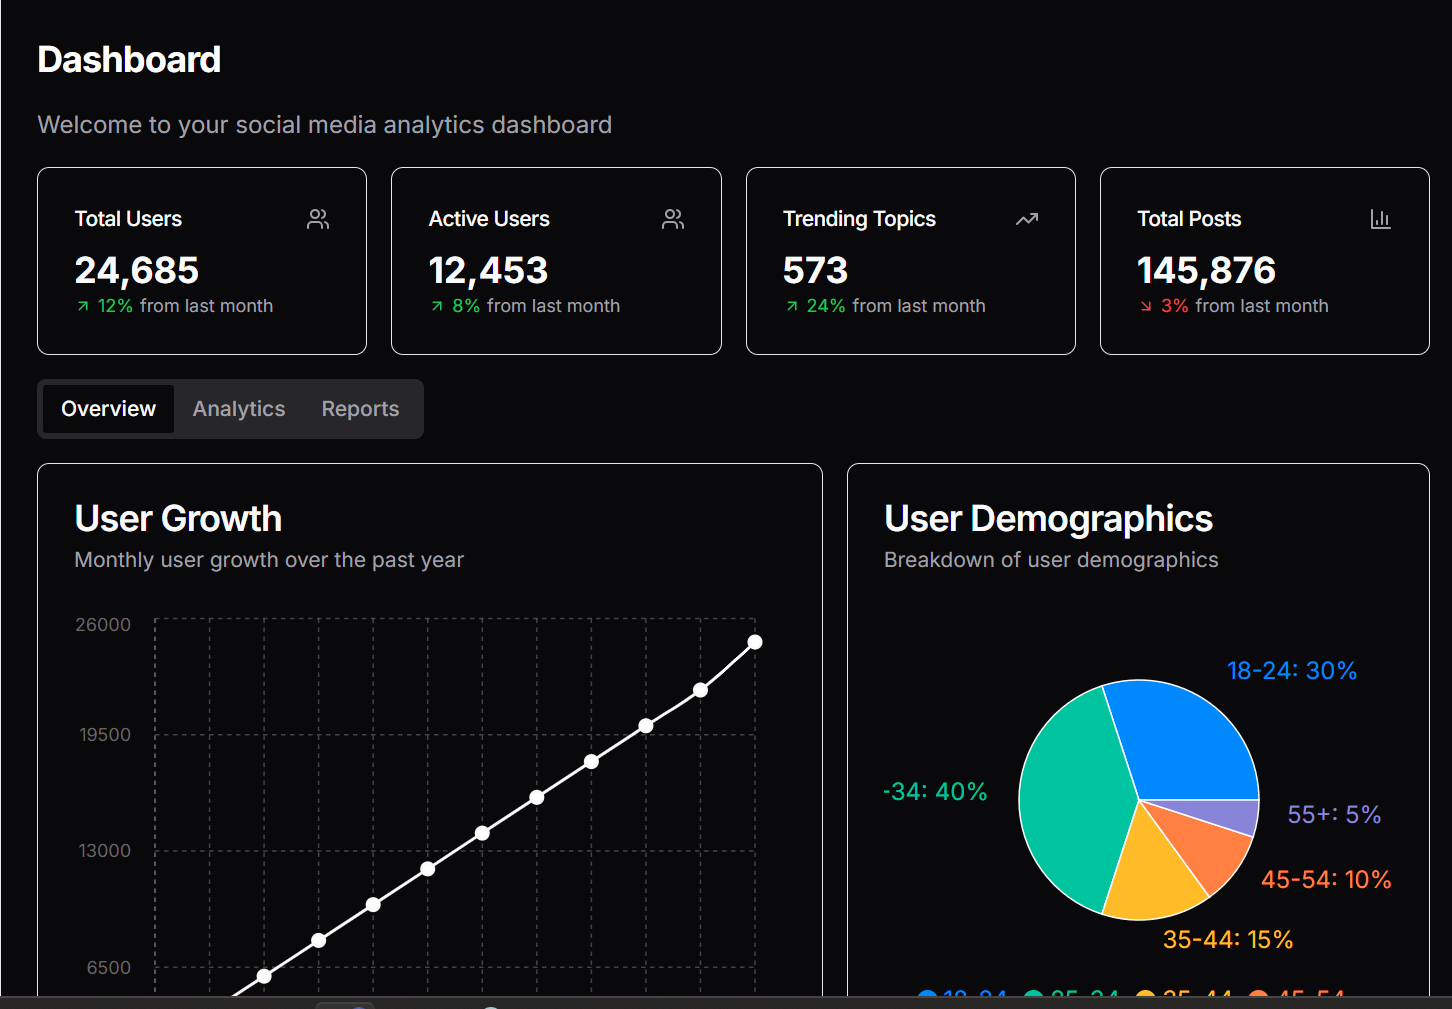 Dashboard
Welcome to your social media analytics dashboard
Total Users
24,685
12% from last month
Active Users
12,453
8% from last month
Trending Topics
573
24% from last month
Total Posts
145,876
3% from last month
Overview Analytics Reports
User Growth
Monthly user growth over the past year
26000
19500
13000
6500
User Demographics
Breakdown of user demographics
18-24: 30%
-34: 40%
55+: 5%
45-54: 10%
35-44: 15%